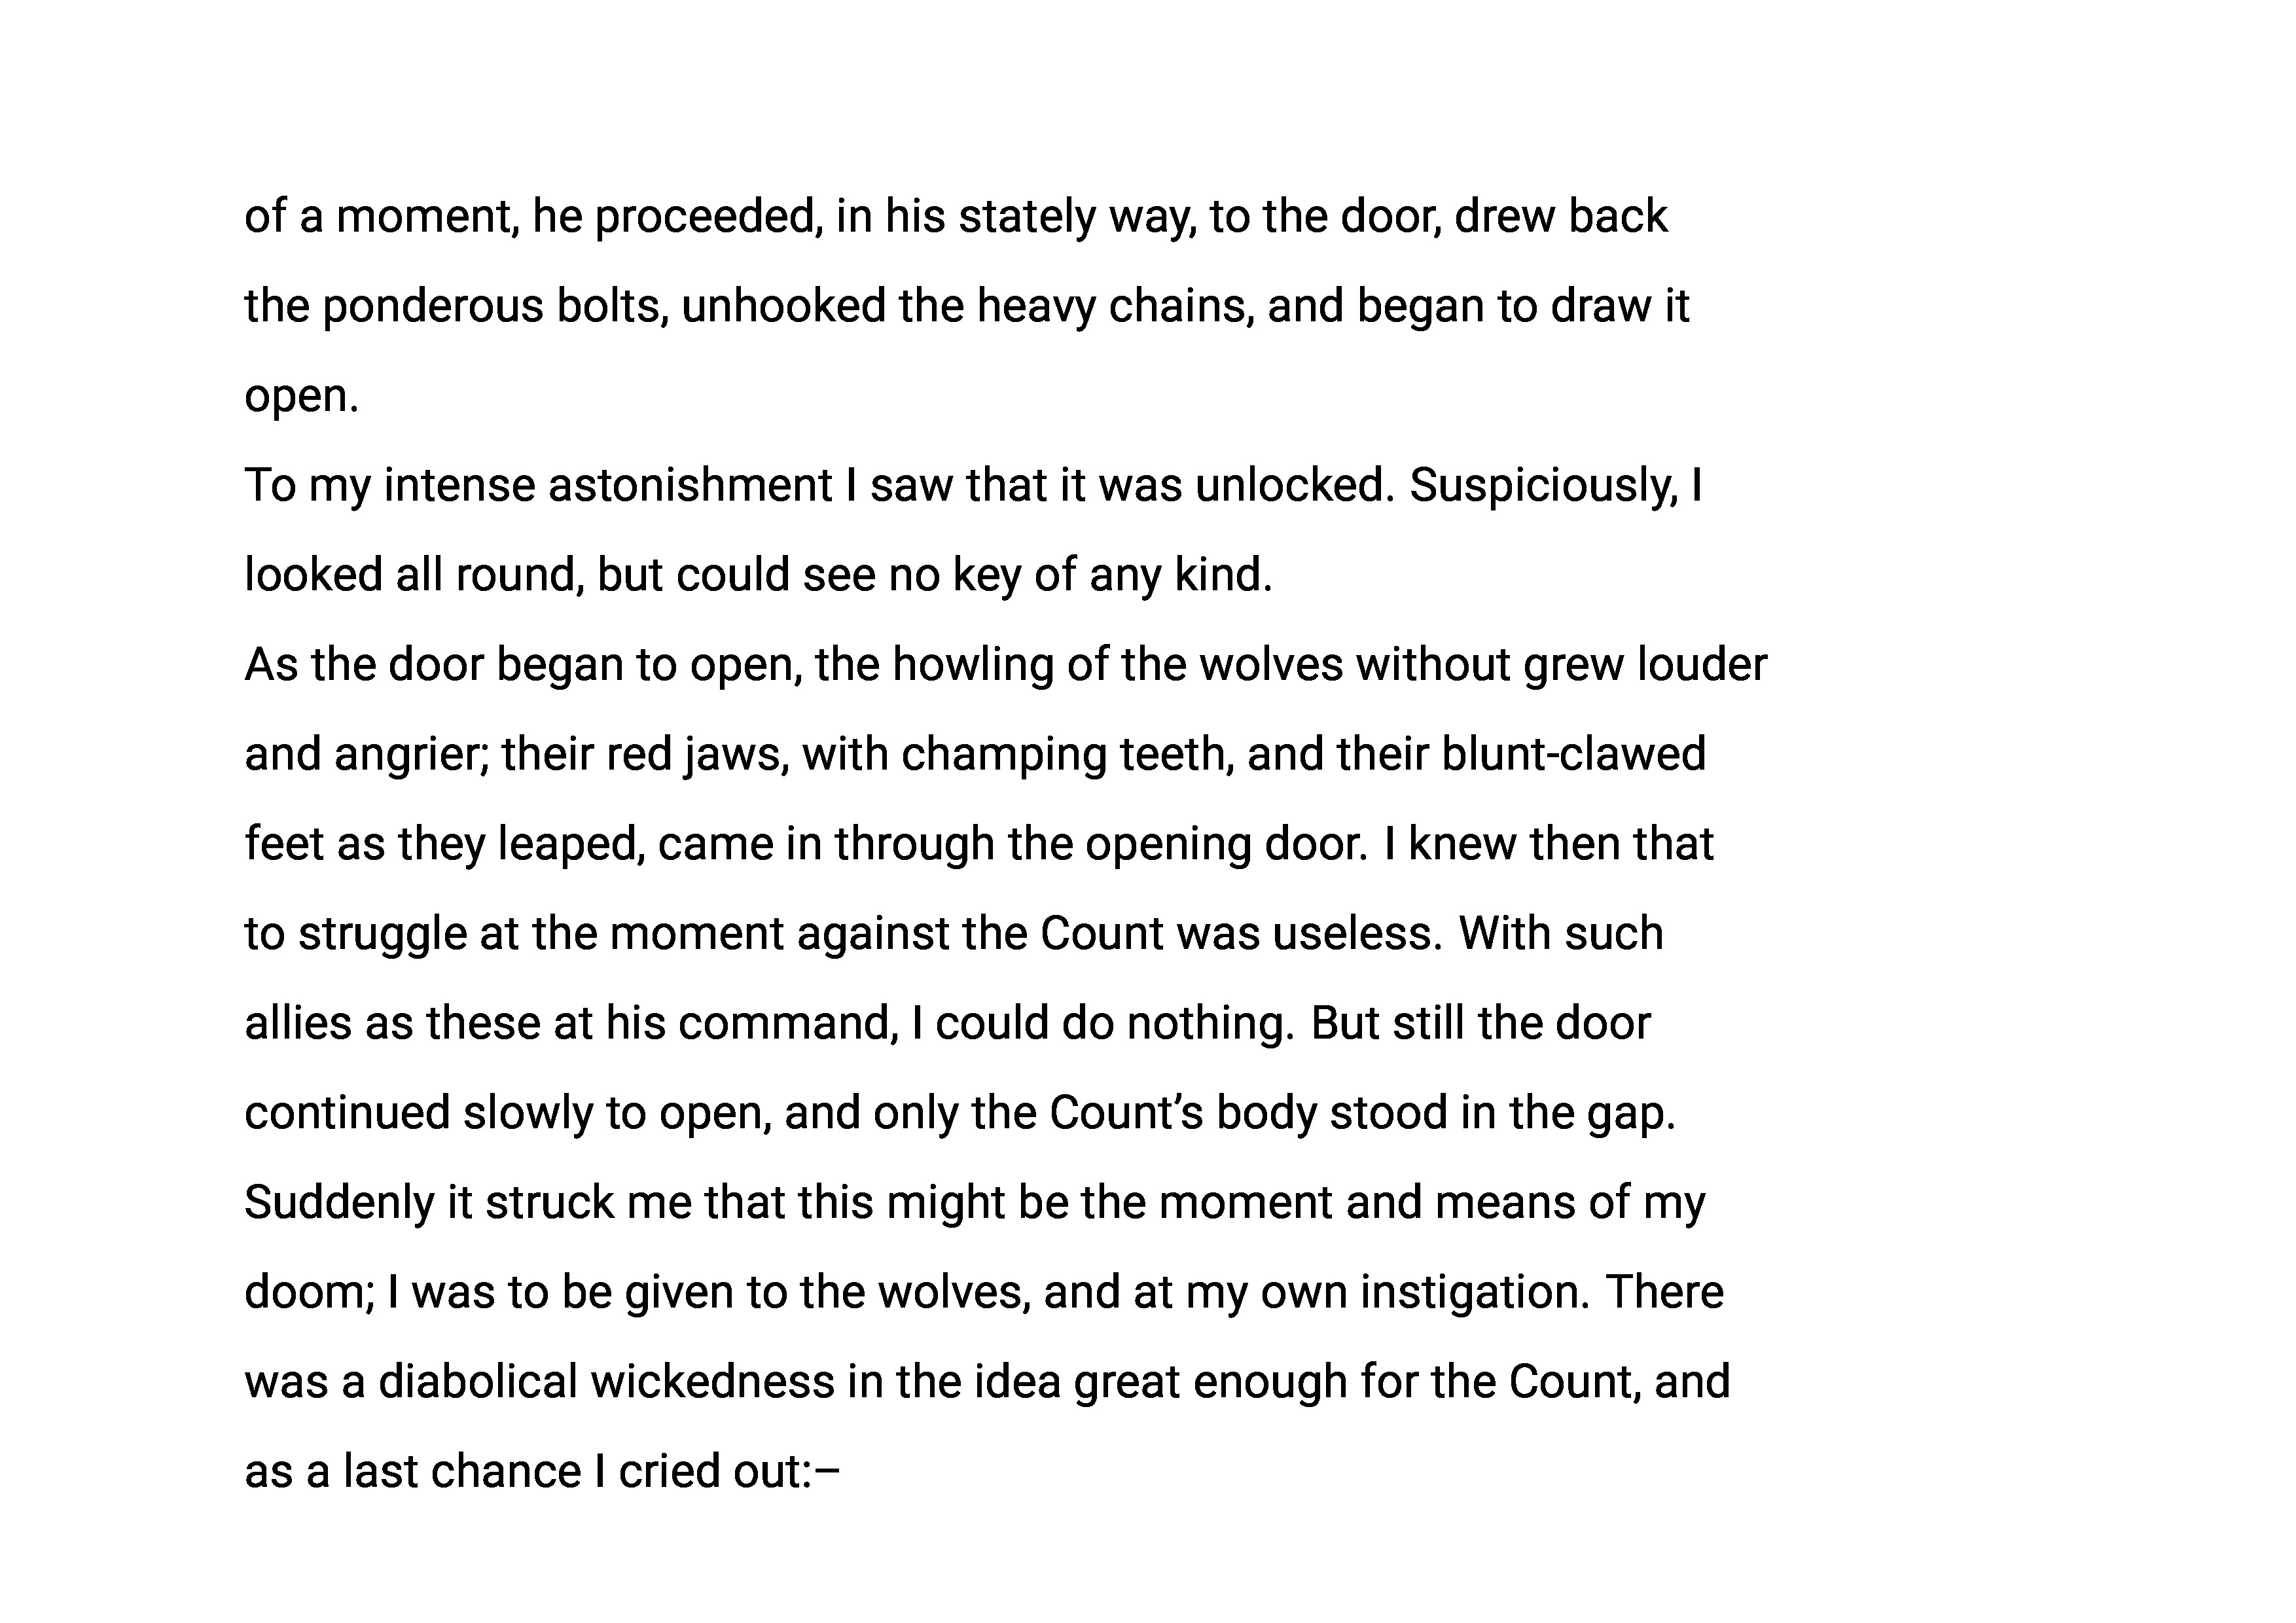 of a moment, he proceeded, in his stately way, to the door, drew back
the ponderous bolts, unhooked the heavy chains, and began to draw it
open.
To my intense astonishment I saw that it was unlocked. Suspiciously, I
looked all round, but could see no key of any kind.
As the door began to open, the howling of the wolves without grew louder
and angrier; their red jaws, with champing teeth, and their blunt-clawed
feet as they leaped, came in through the opening door. I knew then that
to struggle at the moment against the Count was useless. With such
allies as these at his command, I could do nothing. But still the door
continued slowly to open, and only the Count’s body stood in the gap.
Suddenly it struck me that this might be the moment and means of my
doom; I was to be given to the wolves, and at my own instigation. There
was a diabolical wickedness in the idea great enough for the Count, and
as a last chance I cried out:–